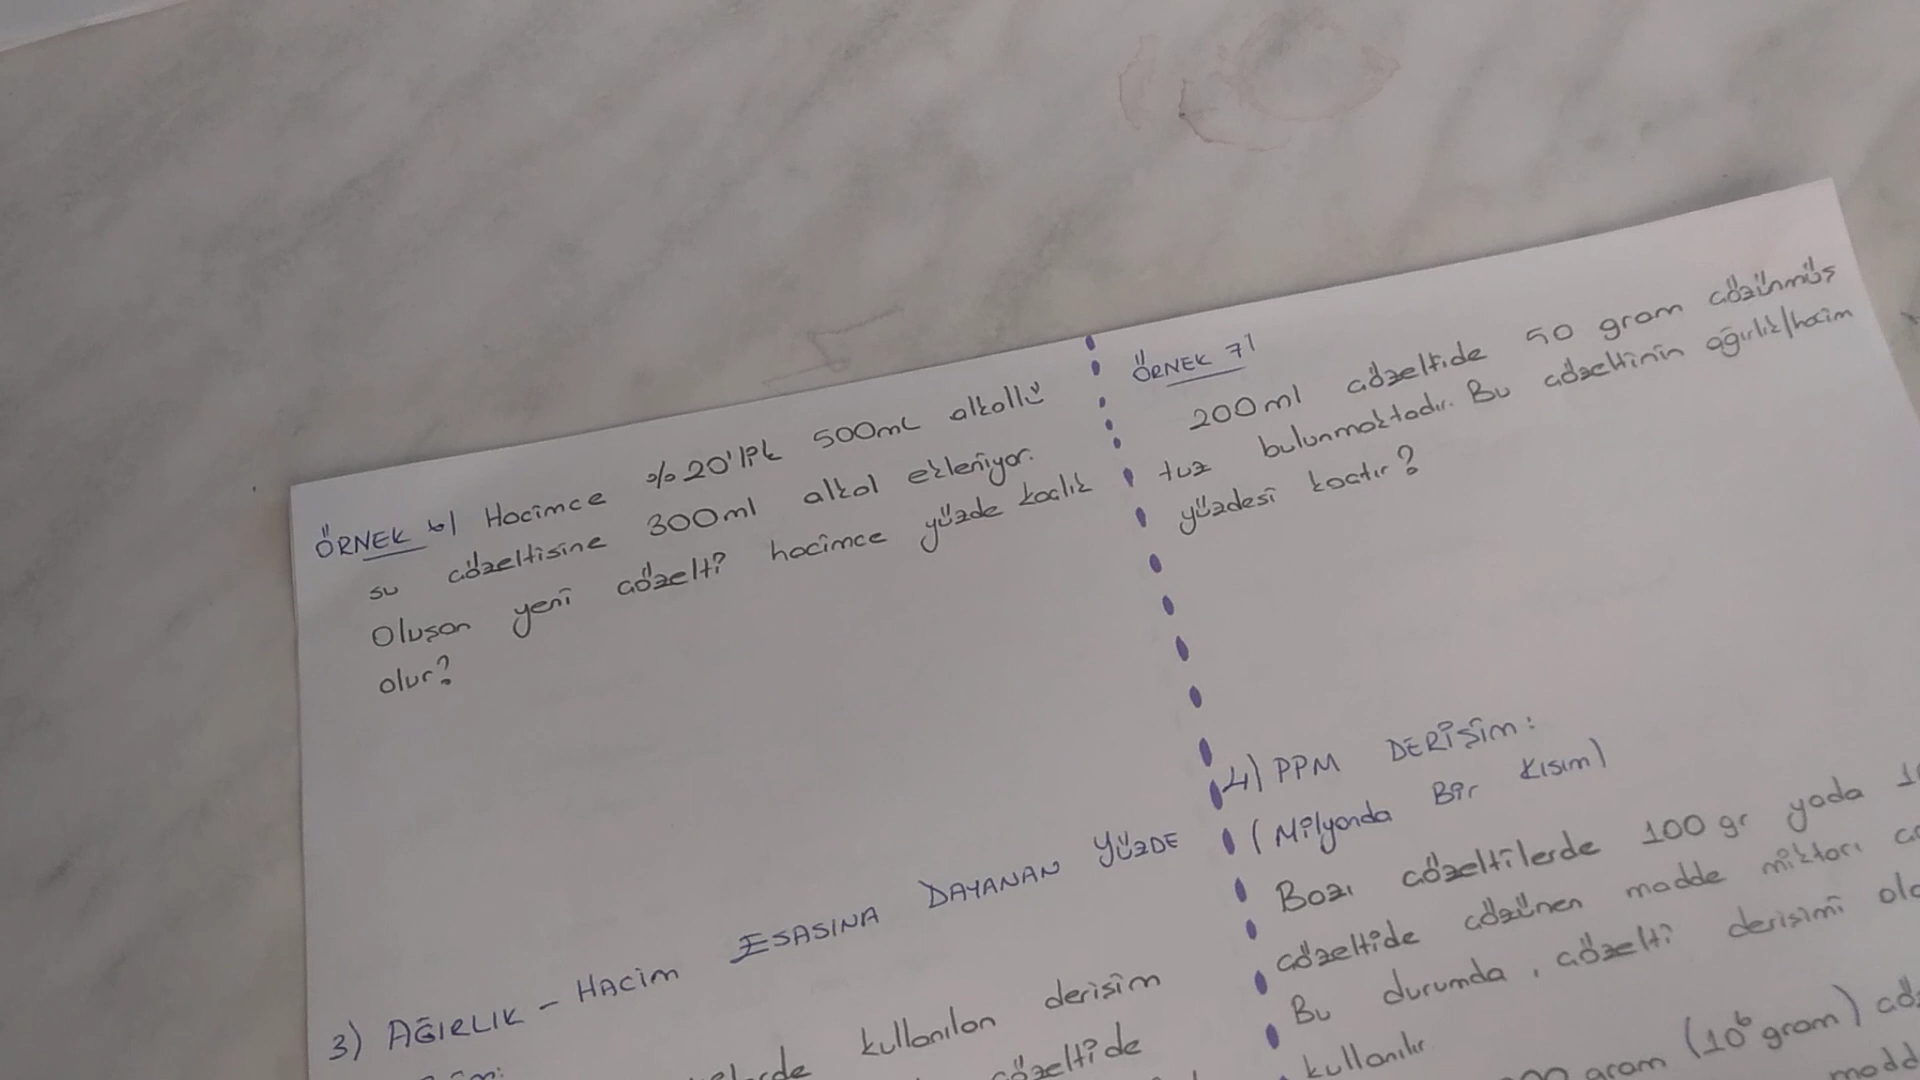 ÖRNEK 6) Hacimce %20'lik 500mL alkollü
su çözeltisine 300ml alkol ekleniyor.
Oluşan yeni çözelti hacimce yüzde kaçlık
olur?
3) AĞIRLIK - HACİM ESASINA DAYANAN YÜZDE
kullanılan derişim
çözeltide
ÖRNEK 7)
200ml çözeltide 50 gram çözünmüş
tuz bulunmaktadır. Bu çözeltinin ağırlık/hacim
yüzdesi kaçtır?
4) PPM DERİŞİM:
(Milyonda Bir Kısım)
Bazı çözeltilerde 100 gr yada
çözeltide çözünen madde miktarı
Bu durumda, çözelti derişimi
kullanılır
gram (10⁶ gram)